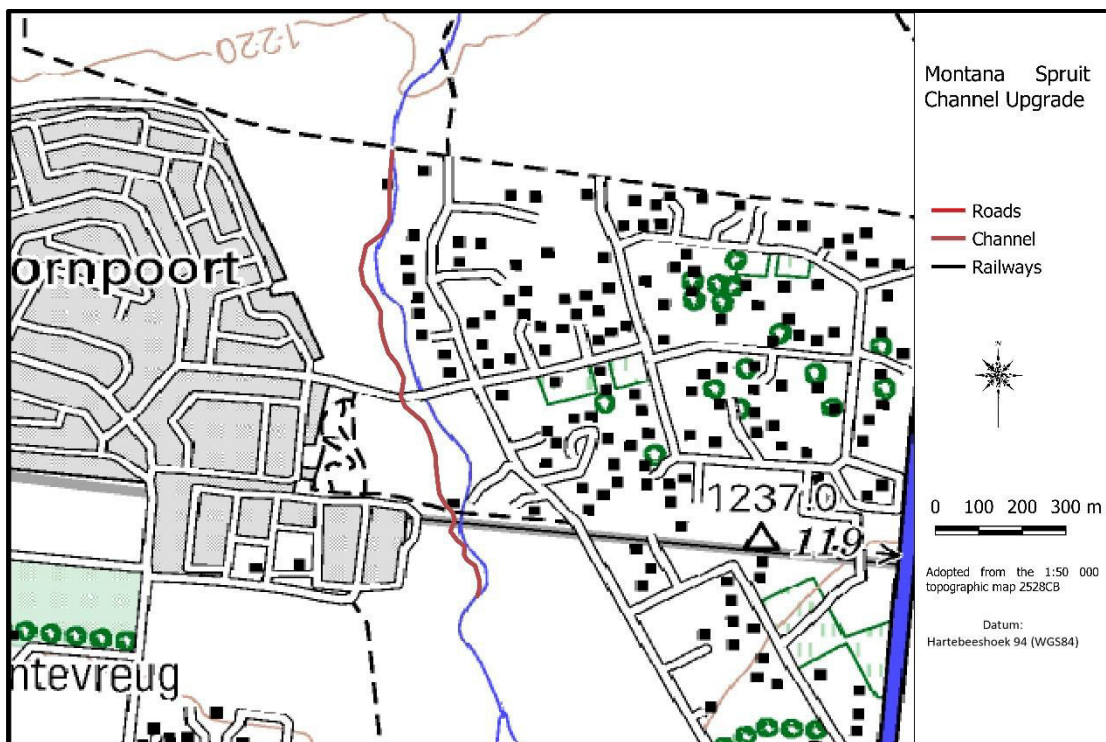 1220
Montana Spruit
Channel Upgrade
Roads
Channel
Railways
ornpoort
N
1237.0
119
0 100 200 300 m
Adopted from the 1:50 000
topographic map 2528CB
Datum:
Hartebeeshoek 94 (WGS84)
ntevreug